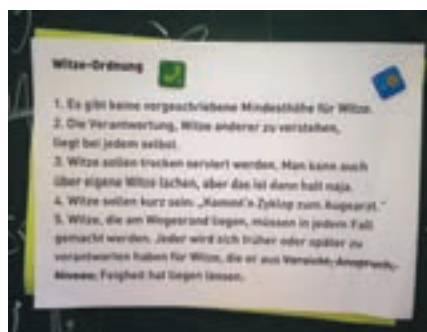 Witze-Ordnung
1. Es gibt keine vorgeschriebene Mindesthöhe für Witze.
2. Die Verantwortung, Witze anderer zu verstehen,
liegt bei jedem selbst.
3. Witze sollen trocken serviert werden. Man kann auch
über eigene Witze lachen, aber das ist dann halt naja.
4. Witze sollen kurz sein: „Kommt'n Zyklop zum Augearzt."
5. Witze, die am Wegesrand liegen, müssen in jedem Fall
gemacht werden. Jeder wird sich früher oder später zu
verantworten haben für Witze, die er aus Vorsicht, Anspruch,
Niveau, Feigheit hat liegen lassen.